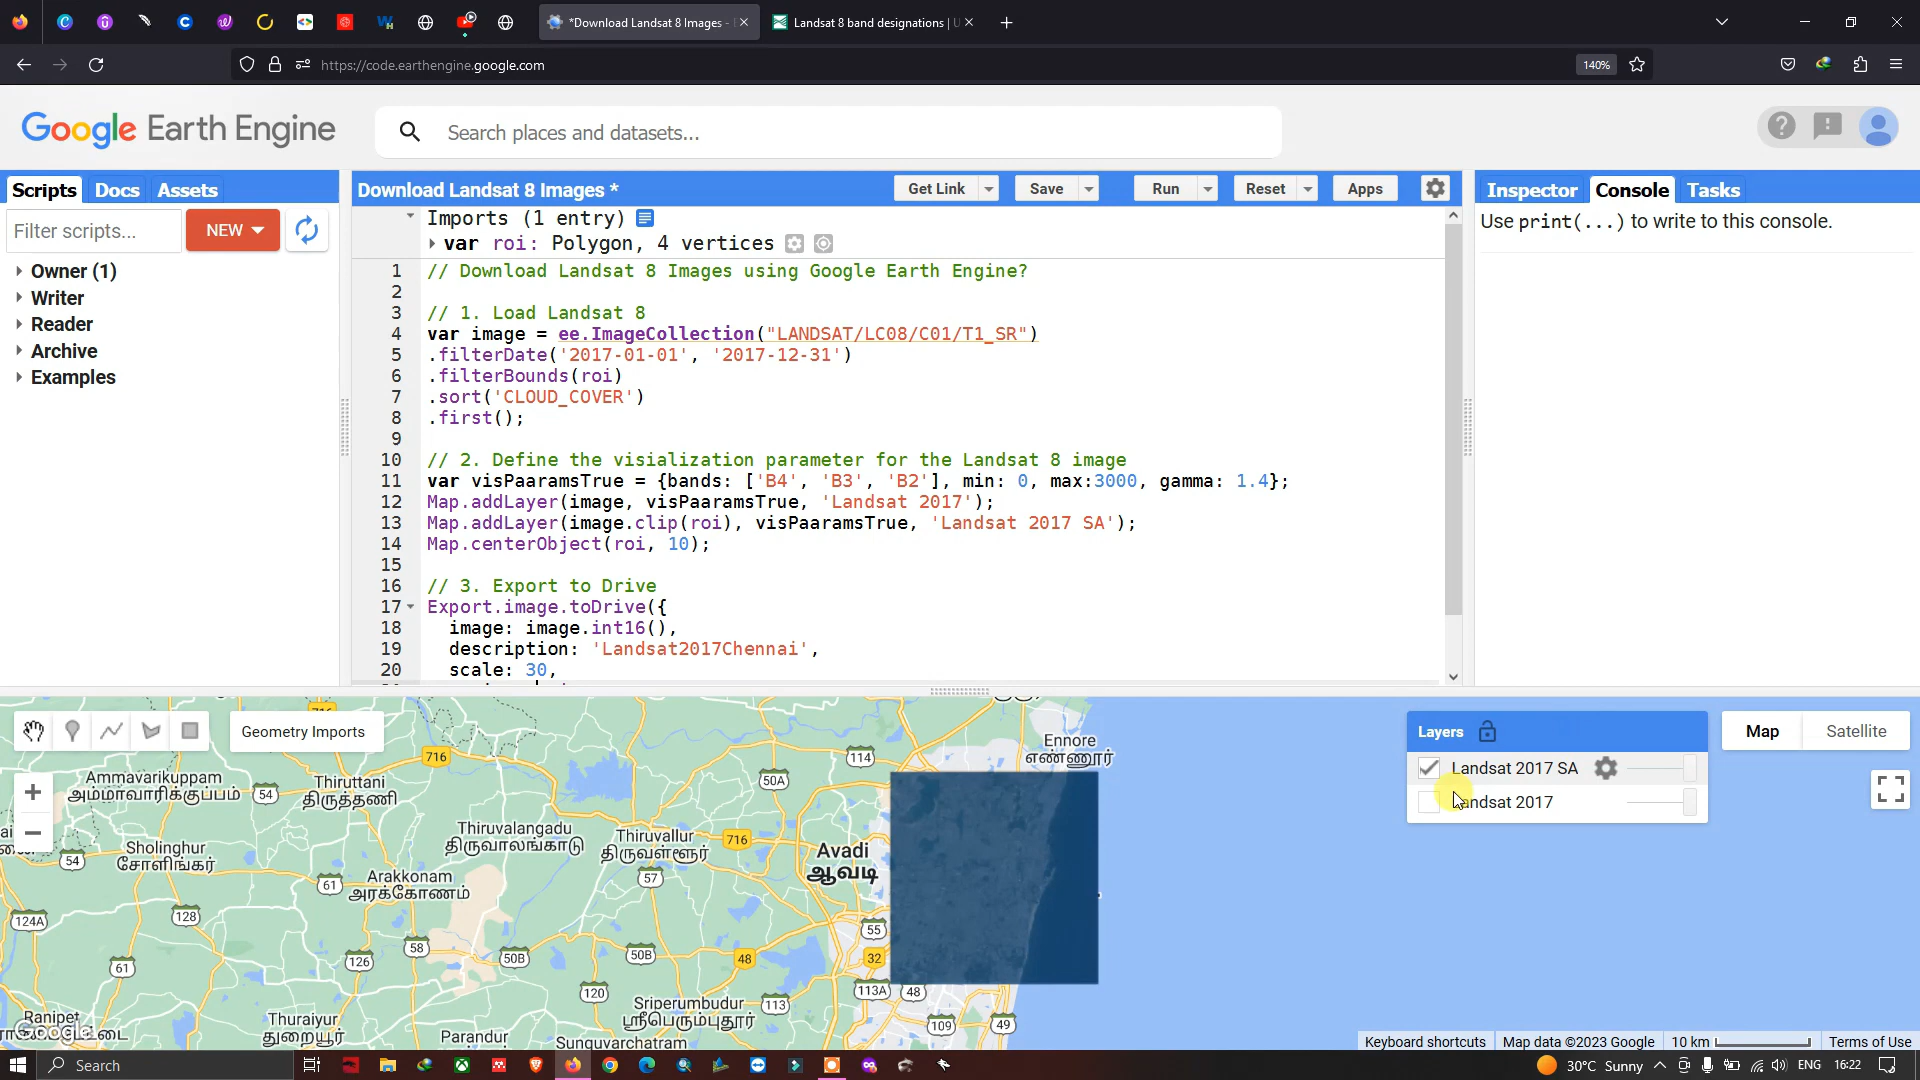 *Download Landsat 8 Images -
Landsat 8 band designations | U
https://code.earthengine.google.com
140%
Google Earth Engine
Search places and datasets...
Scripts Docs Assets
Filter scripts...
NEW
Owner (1)
Writer
Reader
Archive
Examples
Download Landsat 8 Images *
Get Link
Save
Run
Reset
Apps
Imports (1 entry)
var roi: Polygon, 4 vertices
1 // Download Landsat 8 Images using Google Earth Engine?
2
3 // 1. Load Landsat 8
4 var image = ee.ImageCollection("LANDSAT/LC08/C01/T1_SR")
5 .filterDate('2017-01-01', '2017-12-31')
6 .filterBounds(roi)
7 .sort('CLOUD_COVER')
8 .first();
9
10 // 2. Define the visialization parameter for the Landsat 8 image
11 var visPaaramsTrue = {bands: ['B4', 'B3', 'B2'], min: 0, max:3000, gamma: 1.4};
12 Map.addLayer(image, visPaaramsTrue, 'Landsat 2017');
13 Map.addLayer(image.clip(roi), visPaaramsTrue, 'Landsat 2017 SA');
14 Map.centerObject(roi, 10);
15
16 // 3. Export to Drive
17 Export.image.toDrive({
18 image: image.int16(),
19 description: 'Landsat2017Chennai',
20 scale: 30,
Inspector Console Tasks
Use print(...) to write to this console.
Geometry Imports
Layers
Landsat 2017 SA
Landsat 2017
Map Satellite
716
716
114
Ennore
எண்ணூர்
Ammavarikuppam
அம்மாவாரிக்குப்பம்
54
Thiruttani
திருத்தணி
50A
Sholinghur
சோளிங்கர்
54
Thiruvalangadu
திருவாலங்காடு
Thiruvallur
திருவள்ளூர்
716
Avadi
ஆவடி
61
Arakkonam
அரக்கோணம்
57
124A
128
58
50B
50B
126
48
55
32
61
120
Sriperumbudur
ஸ்ரீபெரும்புதூர்
113
113A
48
109
49
Ranipet
Google
Thuraiyur
துறையூர்
Parandur
Sunguvarchatram
Keyboard shortcuts
Map data ©2023 Google
10 km
Terms of Use
Search
30°C Sunny
ENG
16:22